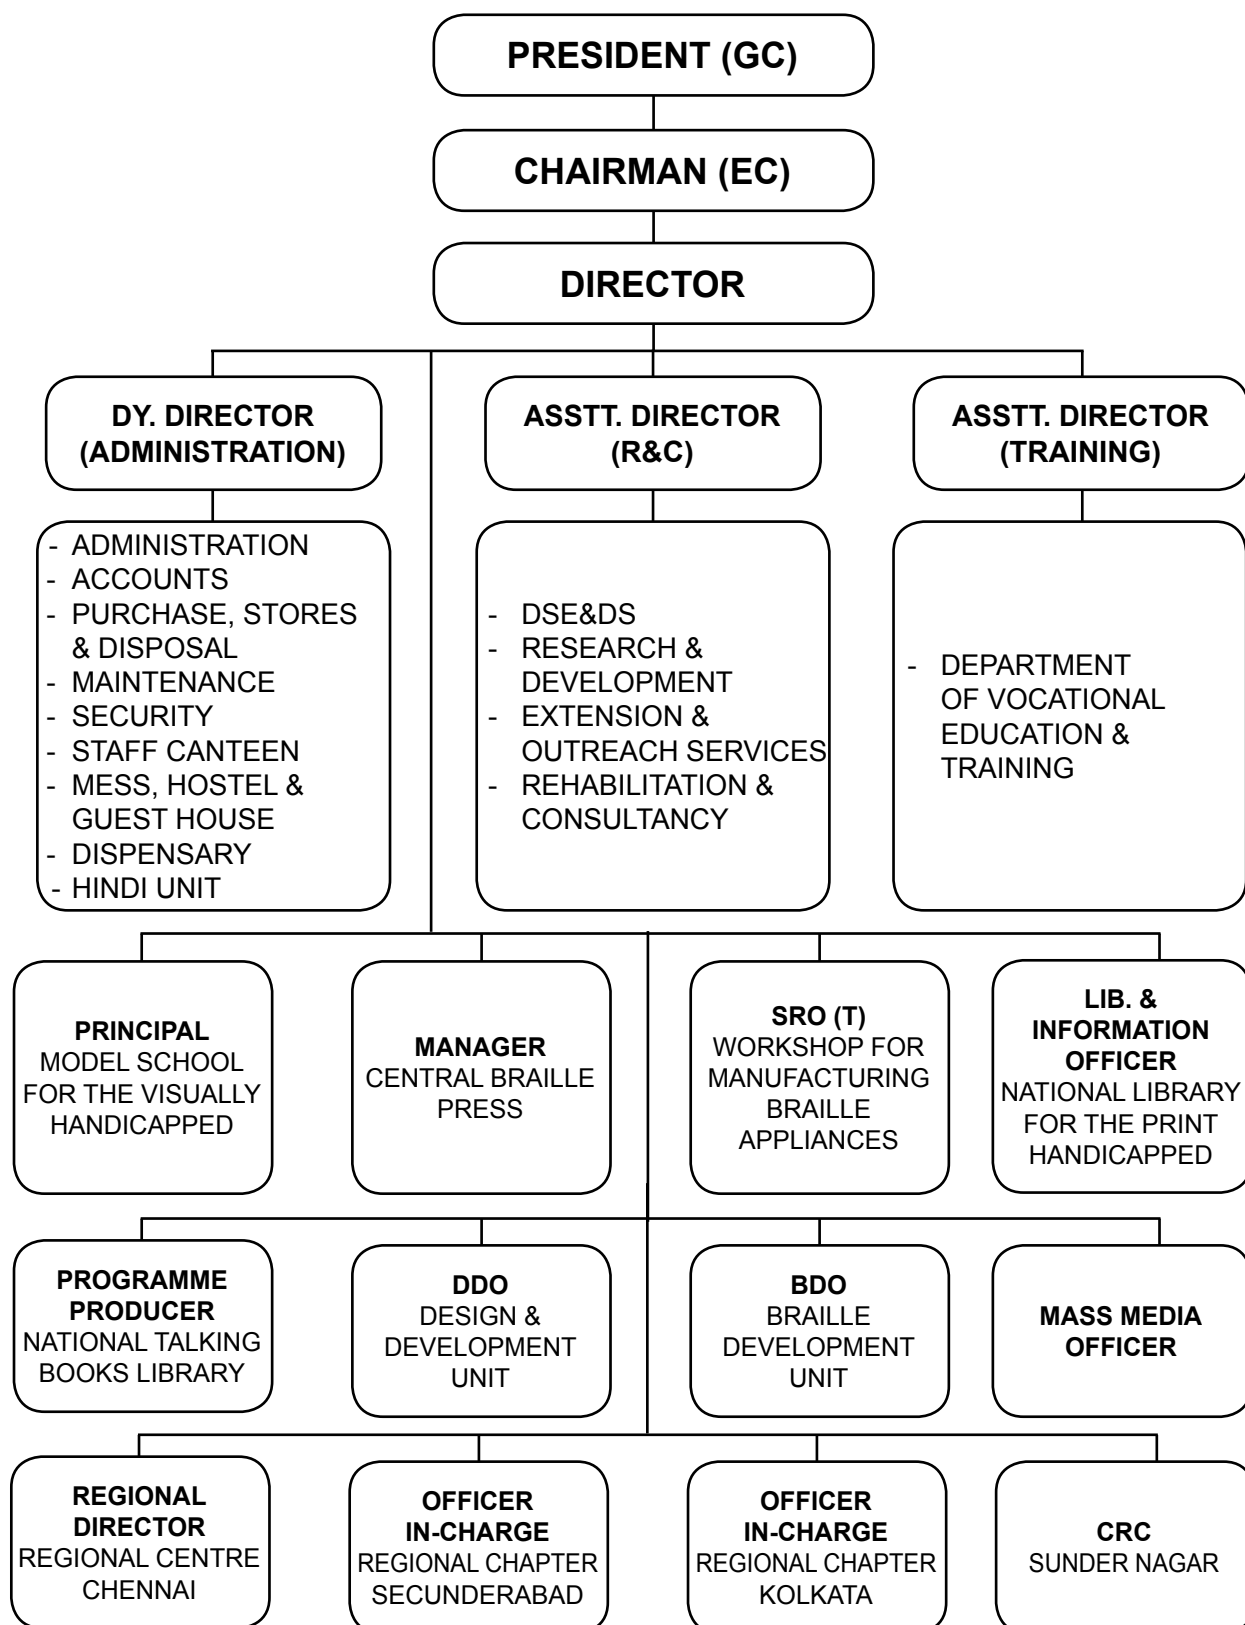 PRESIDENT (GC)
CHAIRMAN (EC)
DIRECTOR
DY. DIRECTOR
(ADMINISTRATION)
ASSTT. DIRECTOR
(R&C)
ASSTT. DIRECTOR
(TRAINING)
- ADMINISTRATION
- ACCOUNTS
- PURCHASE, STORES
& DISPOSAL
- MAINTENANCE
- SECURITY
- STAFF CANTEEN
- MESS, HOSTEL &
GUEST HOUSE
- DISPENSARY
- HINDI UNIT
- DSE&DS
- RESEARCH &
DEVELOPMENT
- EXTENSION &
OUTREACH SERVICES
- REHABILITATION &
CONSULTANCY
- DEPARTMENT
OF VOCATIONAL
EDUCATION &
TRAINING
PRINCIPAL
MODEL SCHOOL
FOR THE VISUALLY
HANDICAPPED
MANAGER
CENTRAL BRAILLE
PRESS
SRO (T)
WORKSHOP FOR
MANUFACTURING
BRAILLE
APPLIANCES
LIB. &
INFORMATION
OFFICER
NATIONAL LIBRARY
FOR THE PRINT
HANDICAPPED
PROGRAMME
PRODUCER
NATIONAL TALKING
BOOKS LIBRARY
DDO
DESIGN &
DEVELOPMENT
UNIT
BDO
BRAILLE
DEVELOPMENT
UNIT
MASS MEDIA
OFFICER
REGIONAL
DIRECTOR
REGIONAL CENTRE
CHENNAI
OFFICER
IN-CHARGE
REGIONAL CHAPTER
SECUNDERABAD
OFFICER
IN-CHARGE
REGIONAL CHAPTER
KOLKATA
CRC
SUNDER NAGAR